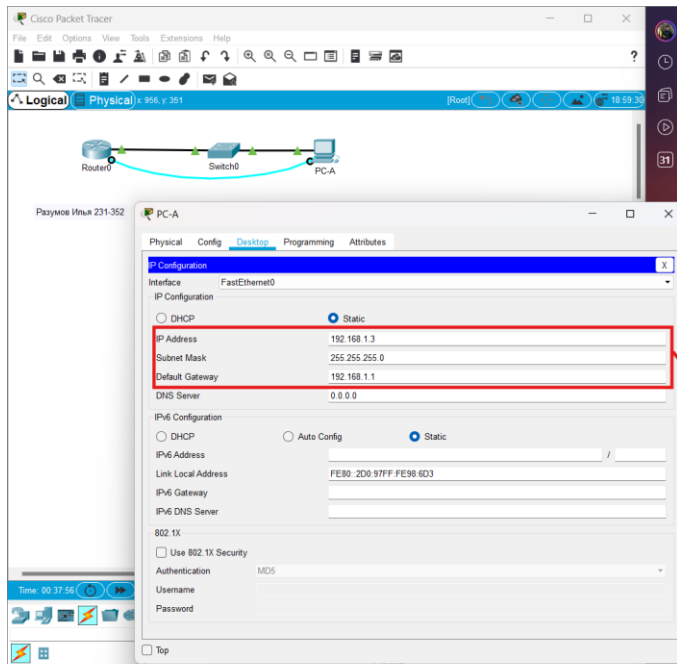 Cisco Packet Tracer
File Edit Options View Tools Extensions Help
?
Logical Physical x: 956, y: 351 [Root] 18:59:30
31
Router0 Switch0 PC-A
Разумов Илья 231-352
PC-A
Physical Config Desktop Programming Attributes
IP Configuration X
Interface FastEthernet0
IP Configuration
DHCP Static
IP Address 192.168.1.3
Subnet Mask 255.255.255.0
Default Gateway 192.168.1.1
DNS Server 0.0.0.0
IPv6 Configuration
DHCP Auto Config Static
IPv6 Address /
Link Local Address FE80::2D0:97FF:FE98:6D3
IPv6 Gateway
IPv6 DNS Server
802.1X
Use 802.1X Security
Authentication MD5
Username
Password
Time: 00:37:56
Top